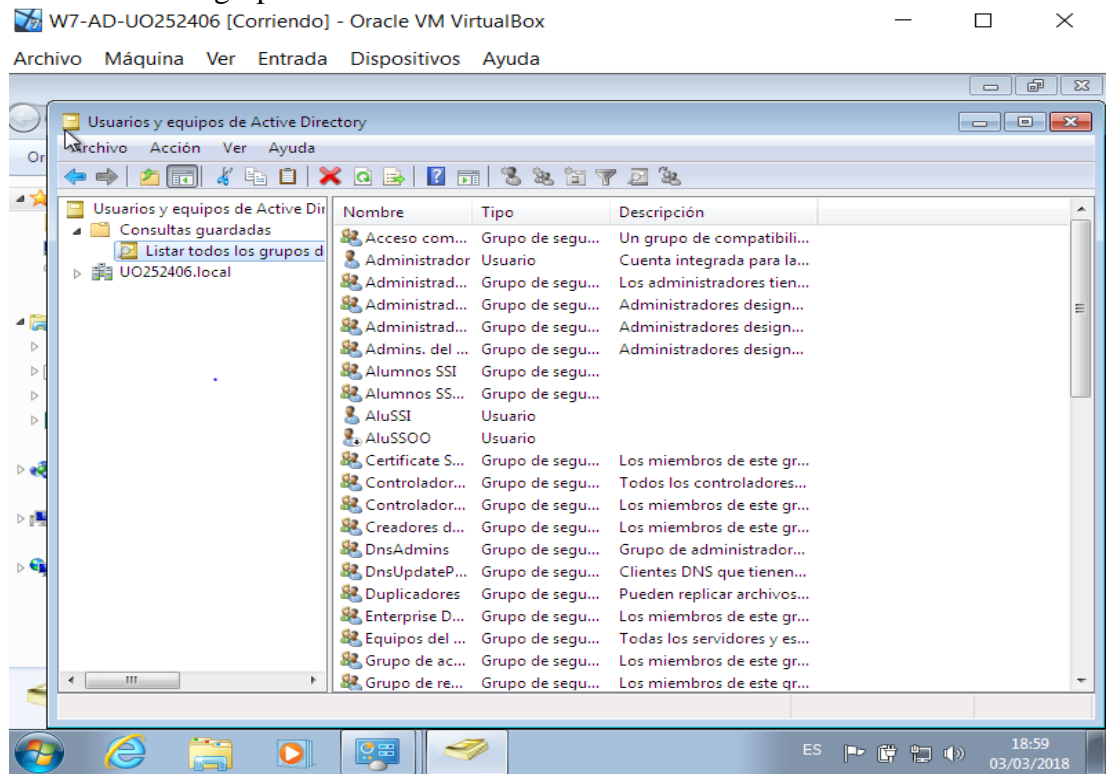 W7-AD-UO252406 [Corriendo] - Oracle VM VirtualBox
Archivo Máquina Ver Entrada Dispositivos Ayuda
Usuarios y equipos de Active Directory
Or
Archivo Acción Ver Ayuda
Usuarios y equipos de Active Dir
Consultas guardadas
Listar todos los grupos d
UO252406.local
Nombre Tipo Descripción
Acceso com... Grupo de segu... Un grupo de compatibili...
Administrador Usuario Cuenta integrada para la...
Administrad... Grupo de segu... Los administradores tien...
Administrad... Grupo de segu... Administradores design...
Administrad... Grupo de segu... Administradores design...
Admins. del ... Grupo de segu... Administradores design...
Alumnos SSI Grupo de segu...
Alumnos SS... Grupo de segu...
AluSSI Usuario
AluSSOO Usuario
Certificate S... Grupo de segu... Los miembros de este gr...
Controlador... Grupo de segu... Todos los controladores...
Controlador... Grupo de segu... Los miembros de este gr...
Creadores d... Grupo de segu... Los miembros de este gr...
DnsAdmins Grupo de segu... Grupo de administrador...
DnsUpdateP... Grupo de segu... Clientes DNS que tienen...
Duplicadores Grupo de segu... Pueden replicar archivos...
Enterprise D... Grupo de segu... Los miembros de este gr...
Equipos del ... Grupo de segu... Todas los servidores y es...
Grupo de ac... Grupo de segu... Los miembros de este gr...
Grupo de re... Grupo de segu... Los miembros de este gr...
ES 18:59
03/03/2018